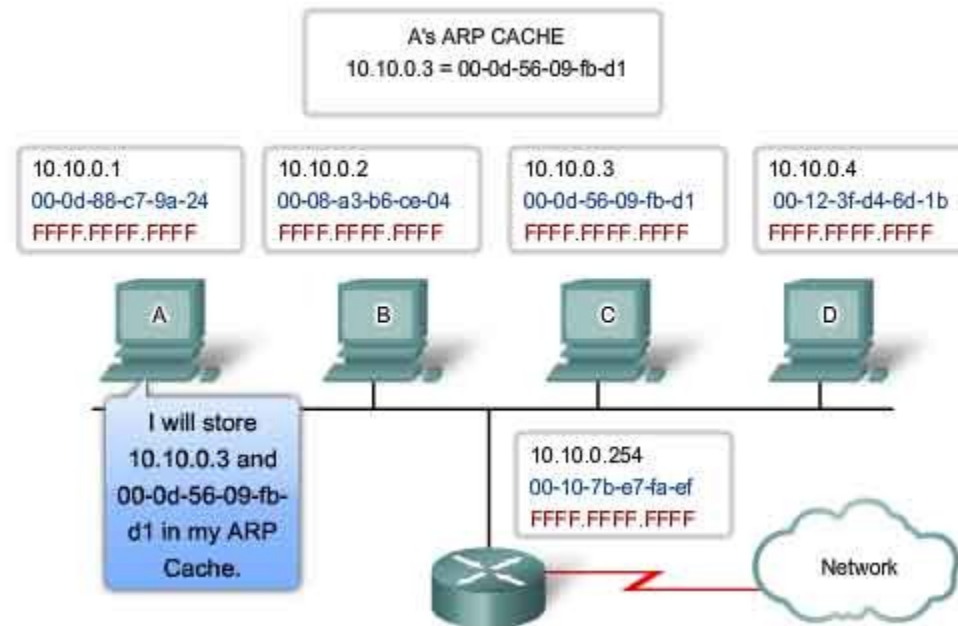 A's ARP CACHE
10.10.0.3 = 00-0d-56-09-fb-d1
10.10.0.1
00-0d-88-c7-9a-24
FFFF.FFFF.FFFF
10.10.0.2
00-08-a3-b6-ce-04
FFFF.FFFF.FFFF
10.10.0.3
00-0d-56-09-fb-d1
FFFF.FFFF.FFFF
10.10.0.4
00-12-3f-d4-6d-1b
FFFF.FFFF.FFFF
A
B
C
D
I will store
10.10.0.3 and
00-0d-56-09-fb-
d1 in my ARP
Cache.
10.10.0.254
00-10-7b-e7-fa-ef
FFFF.FFFF.FFFF
Network